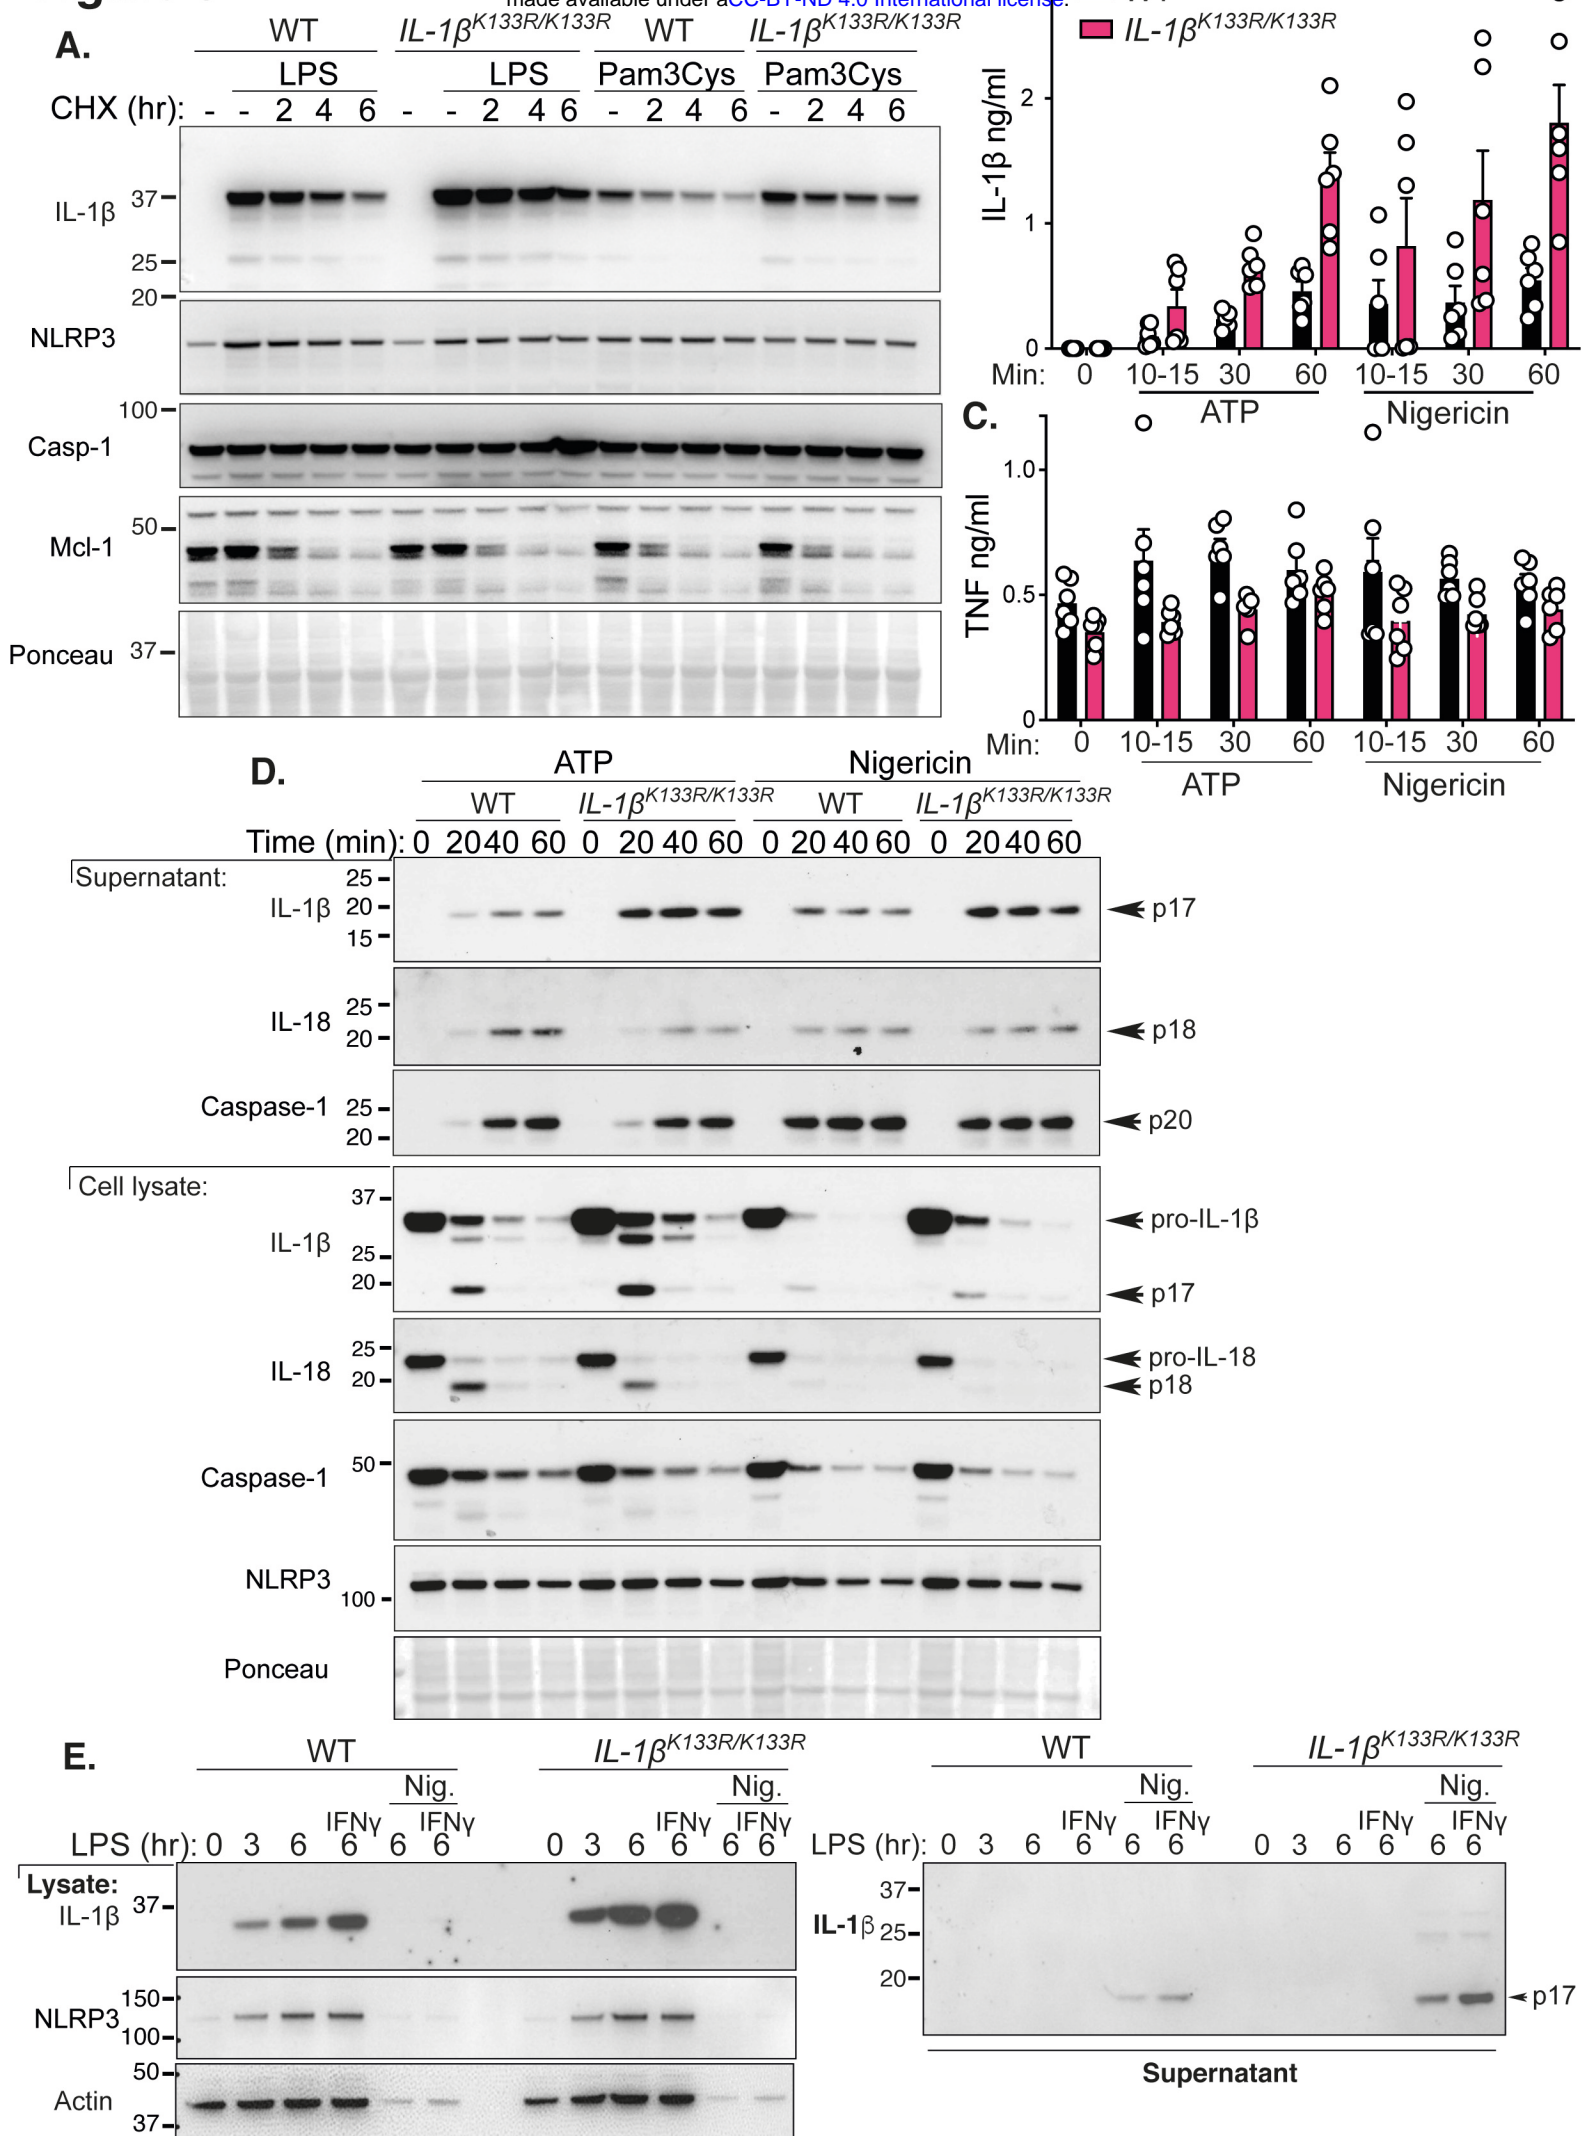 made available under aCC-BY-ND 4.0 International license.
A.
WT IL-1βK133R/K133R WT IL-1βK133R/K133R
LPS LPS Pam3Cys Pam3Cys
CHX (hr): - - 2 4 6 - - 2 4 6 - 2 4 6 - 2 4 6
IL-1β 37 25 20
NLRP3
100
Casp-1
Mcl-1 50
Ponceau 37
IL-1βK133R/K133R
IL-1β ng/ml
2
1
0
Min: 0 10-15 30 60 10-15 30 60
ATP Nigericin
C.
TNF ng/ml
1.0
0.5
0
Min: 0 10-15 30 60 10-15 30 60
ATP Nigericin
D.
ATP Nigericin
WT IL-1βK133R/K133R WT IL-1βK133R/K133R
Time (min): 0 20 40 60 0 20 40 60 0 20 40 60 0 20 40 60
Supernatant:
25
IL-1β 20 p17
15
25
IL-18 20 p18
Caspase-1 25 p20
20
Cell lysate:
37 pro-IL-1β
IL-1β
25
20 p17
25 pro-IL-18
IL-18 20 p18
50
Caspase-1
NLRP3
100
Ponceau
E.
WT IL-1βK133R/K133R
Nig. Nig.
IFNγ IFNγ IFNγ IFNγ
LPS (hr): 0 3 6 6 6 6 0 3 6 6 6 6
Lysate:
IL-1β 37
150
NLRP3
100
50
Actin
37
WT IL-1βK133R/K133R
Nig. Nig.
IFNγ IFNγ IFNγ IFNγ
LPS (hr): 0 3 6 6 6 6 0 3 6 6 6 6
37
IL-1β 25
20
p17
Supernatant